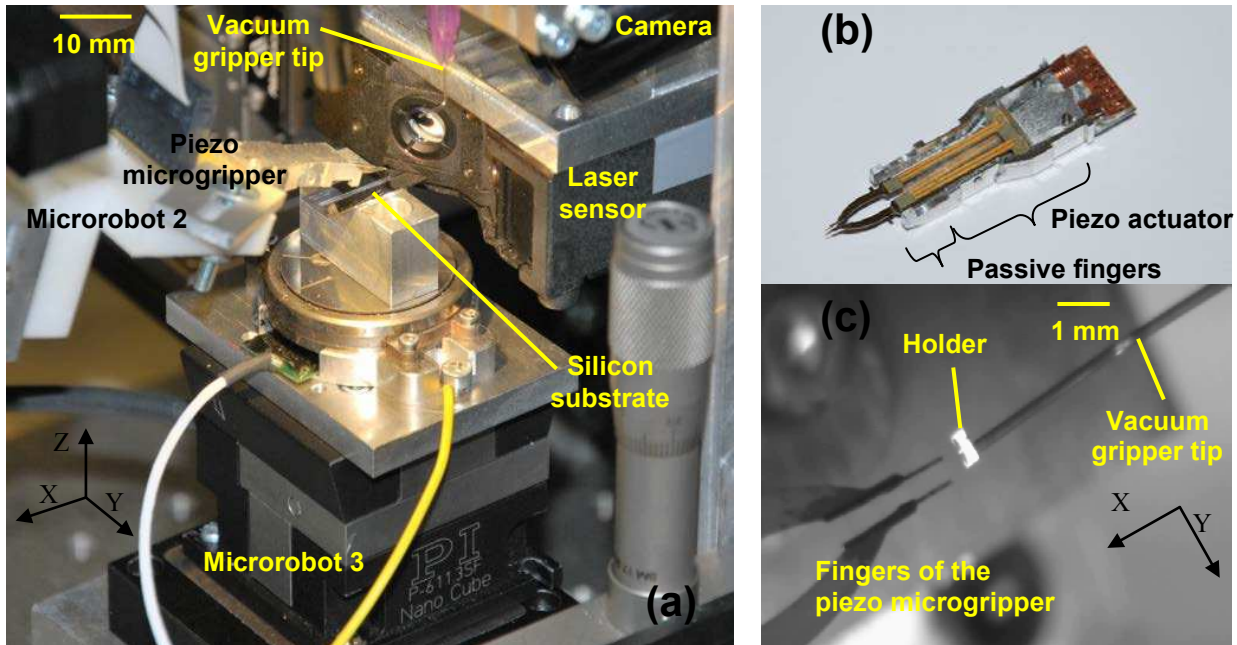 10 mm
Vacuum
gripper tip
Camera
Piezo
microgripper
Microrobot 2
Laser
sensor
Silicon
substrate
Z
X
Y
Microrobot 3
PI
P-611.3SF
Nano Cube
(a)
(b)
Piezo actuator
Passive fingers
(c)
1 mm
Holder
Vacuum
gripper tip
X
Y
Fingers of the
piezo microgripper